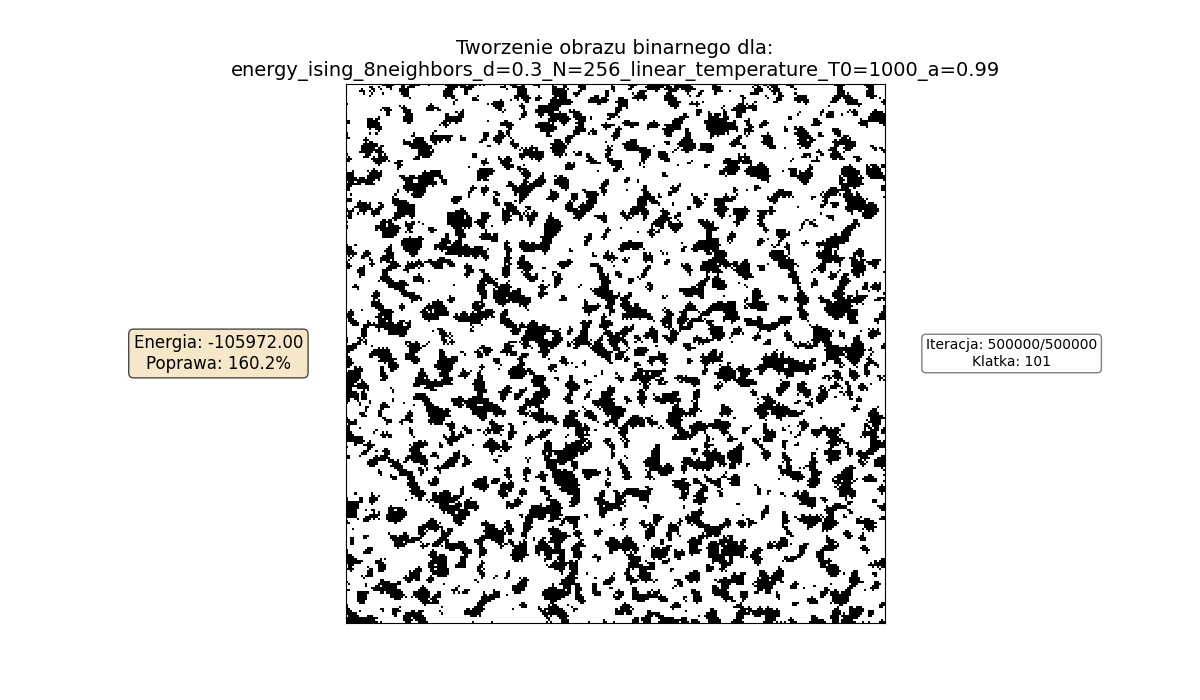 Tworzenie obrazu binarnego dla:
energy_ising_8neighbors_d=0.3_N=256_linear_temperature_T0=1000_a=0.99
Energia: -105972.00
Poprawa: 160.2%
Iteracja: 500000/500000
Klatka: 101